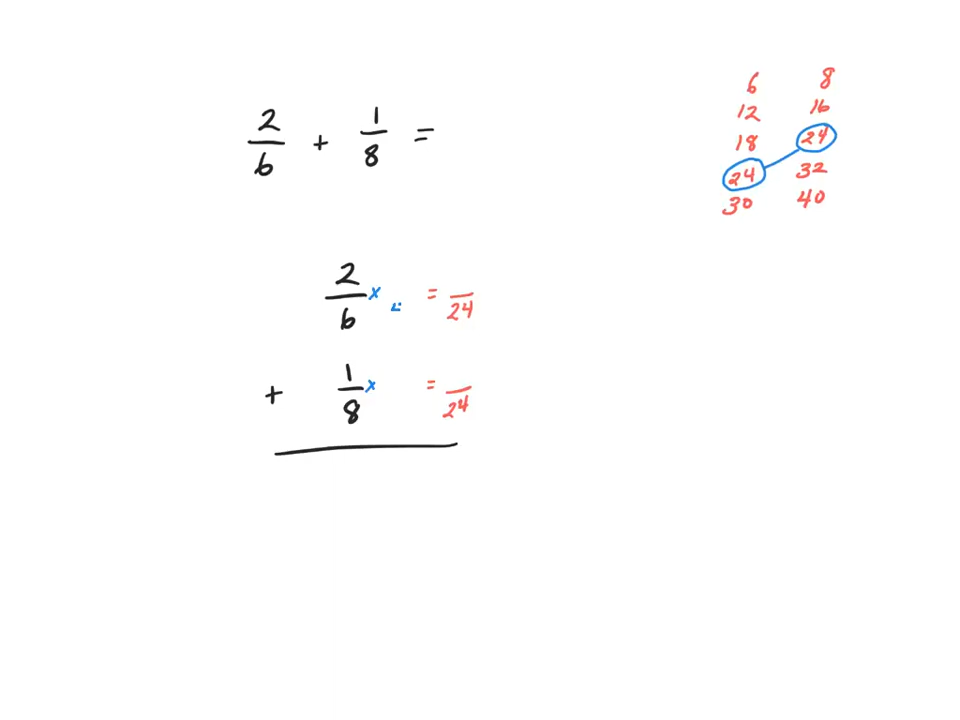 2/6 + 1/8 =
6 8
12 16
18 24
24 32
30 40
2/6 x = /24
+ 1/8 x = /24